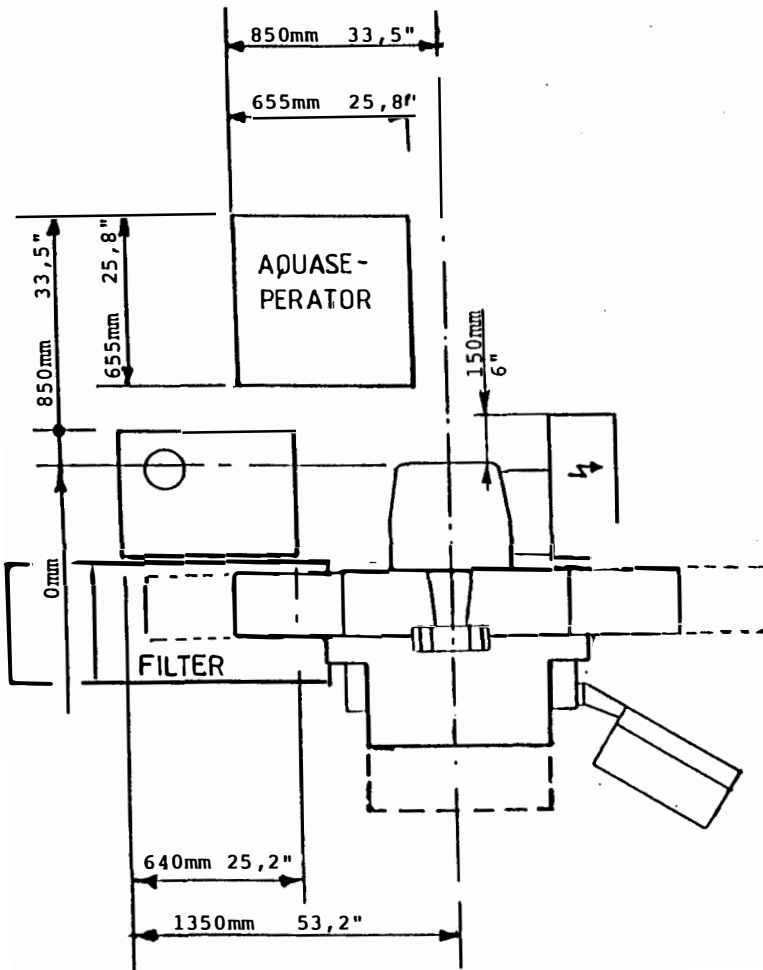 850mm 33,5"
655mm 25,8"
AQUASE-
PERATOR
850mm 33,5"
655mm 25,8"
150mm
6"
0mm
FILTER
640mm 25,2"
1350mm 53,2"